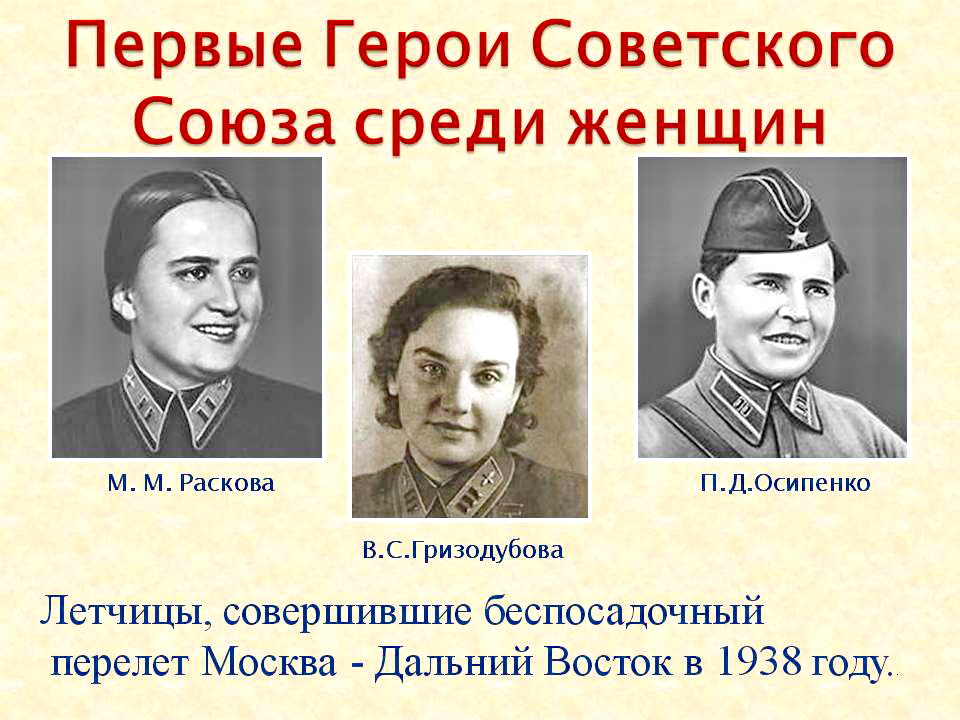 Первые Герои Советского
Союза среди женщин
М. М. Раскова
П.Д.Осипенко
В.С.Гризодубова
Летчицы, совершившие беспосадочный
перелет Москва - Дальний Восток в 1938 году..